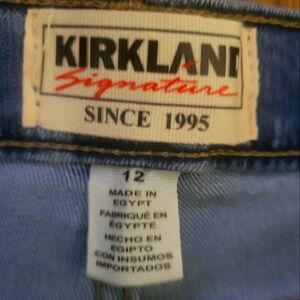 KIRKLAND
Signature
SINCE 1995
12
MADE IN
EGYPT
FABRIQUÉ EN
ÉGYPTE
HECHO EN
EGIPTO
CON INSUMOS
IMPORTADOS